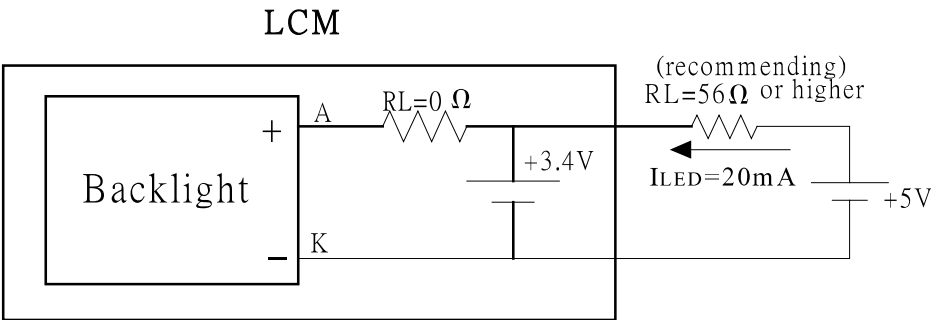 LCM
(recommending)
RL=56Ω or higher
A
RL=0 Ω
+
+3.4V
ILED=20mA
Backlight
+5V
K
−